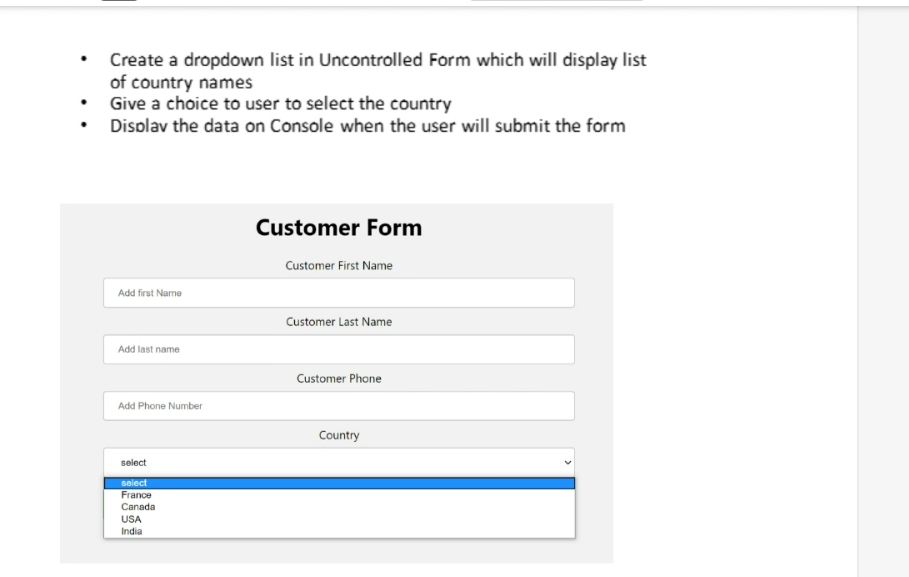 • Create a dropdown list in Uncontrolled Form which will display list
of country names
• Give a choice to user to select the country
• Display the data on Console when the user will submit the form
Customer Form
Customer First Name
Add first Name
Customer Last Name
Add last name
Customer Phone
Add Phone Number
Country
select
select
France
Canada
USA
India